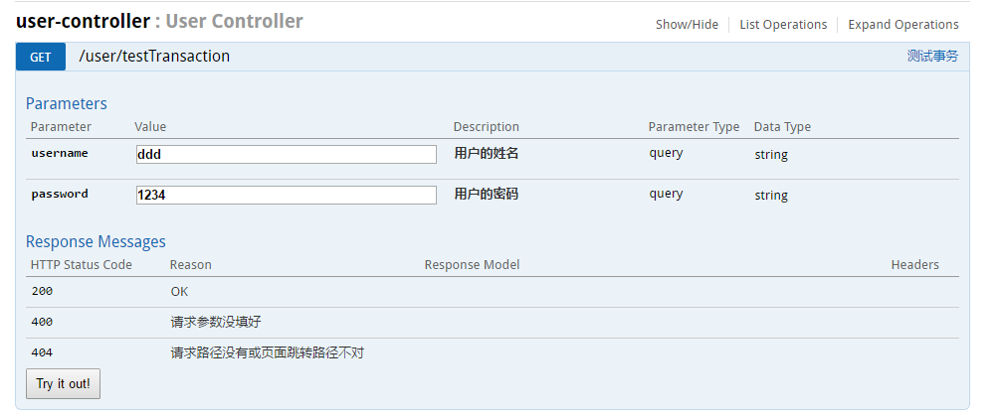 user-controller : User Controller
Show/Hide List Operations Expand Operations
GET /user/testTransaction 测试事务
Parameters
Parameter Value Description Parameter Type Data Type
username ddd 用户的姓名 query string
password 1234 用户的密码 query string
Response Messages
HTTP Status Code Reason Response Model Headers
200 OK
400 请求参数没填好
404 请求路径没有或页面跳转路径不对
Try it out!